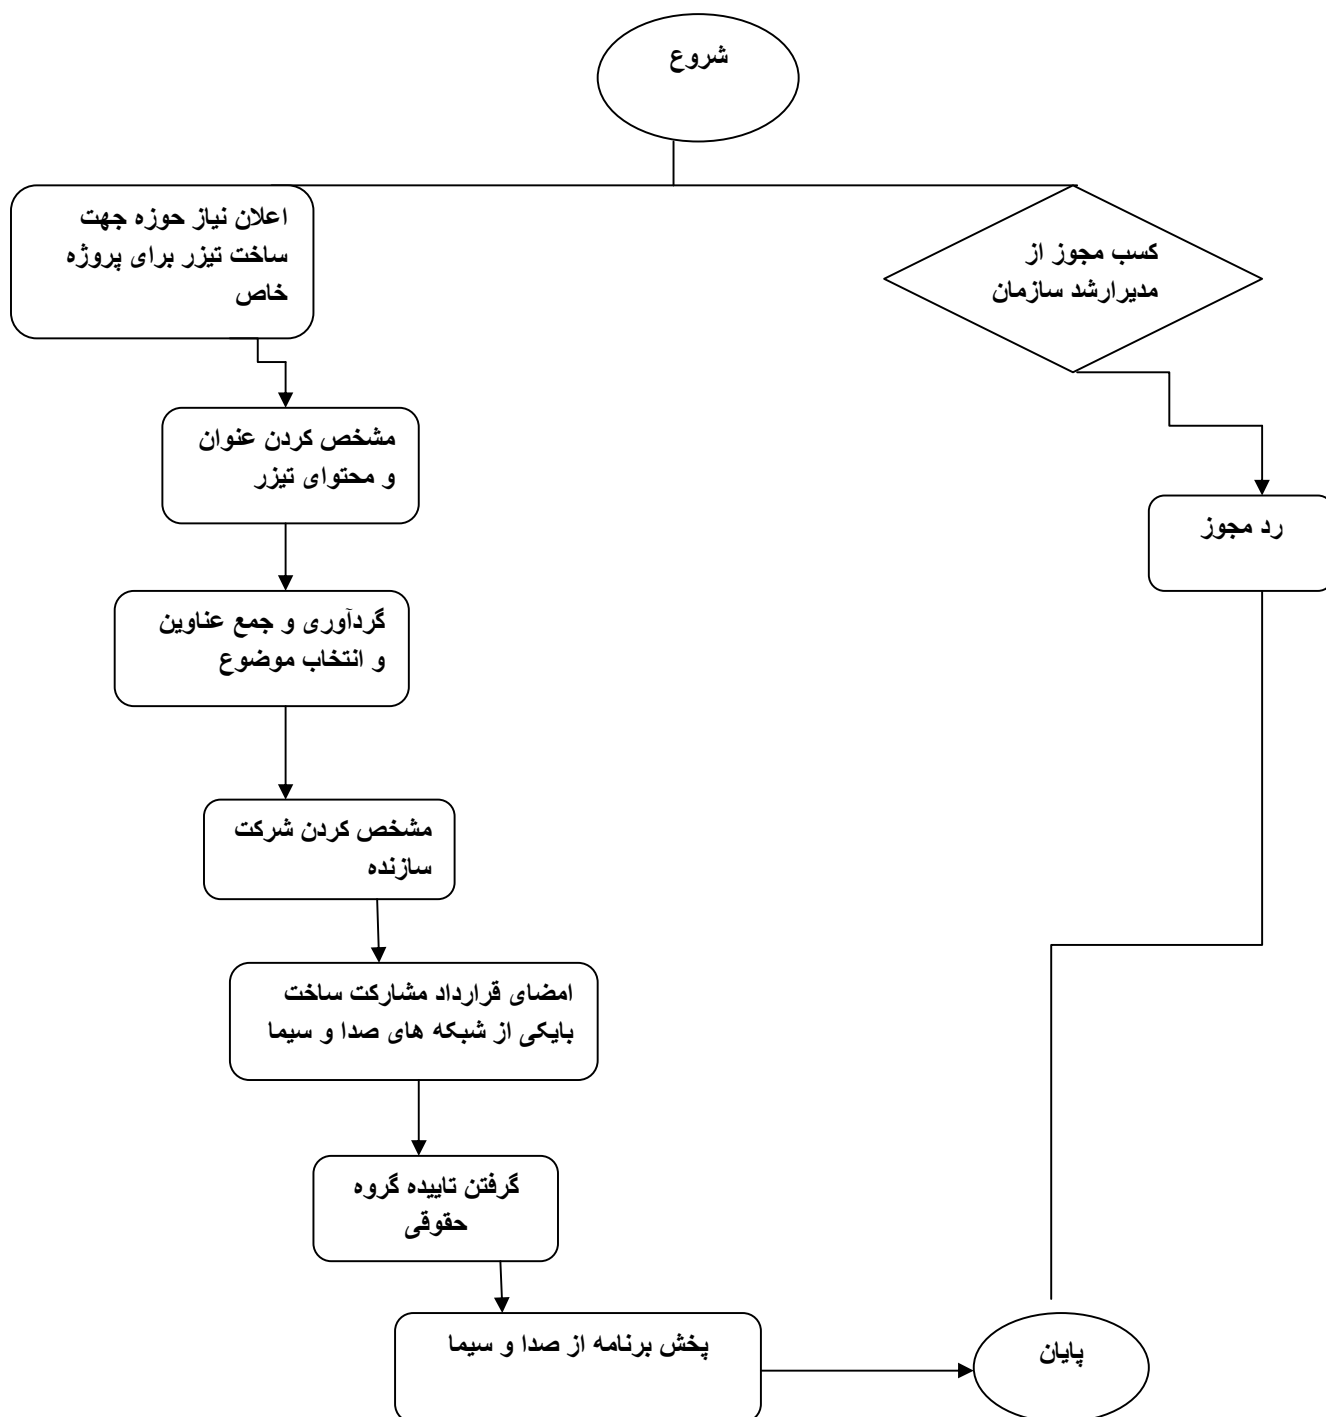 شروع
اعلان نیاز حوزه جهت
ساخت تیزر برای پروژه
خاص
کسب مجوز از
مدیرارشد سازمان
مشخص کردن عنوان
و محتوای تیزر
رد مجوز
گردآوری و جمع عناوین
و انتخاب موضوع
مشخص کردن شرکت
سازنده
امضای قرارداد مشارکت ساخت
بایکی از شبکه های صدا و سیما
گرفتن تاییده گروه
حقوقی
پخش برنامه از صدا و سیما
پایان